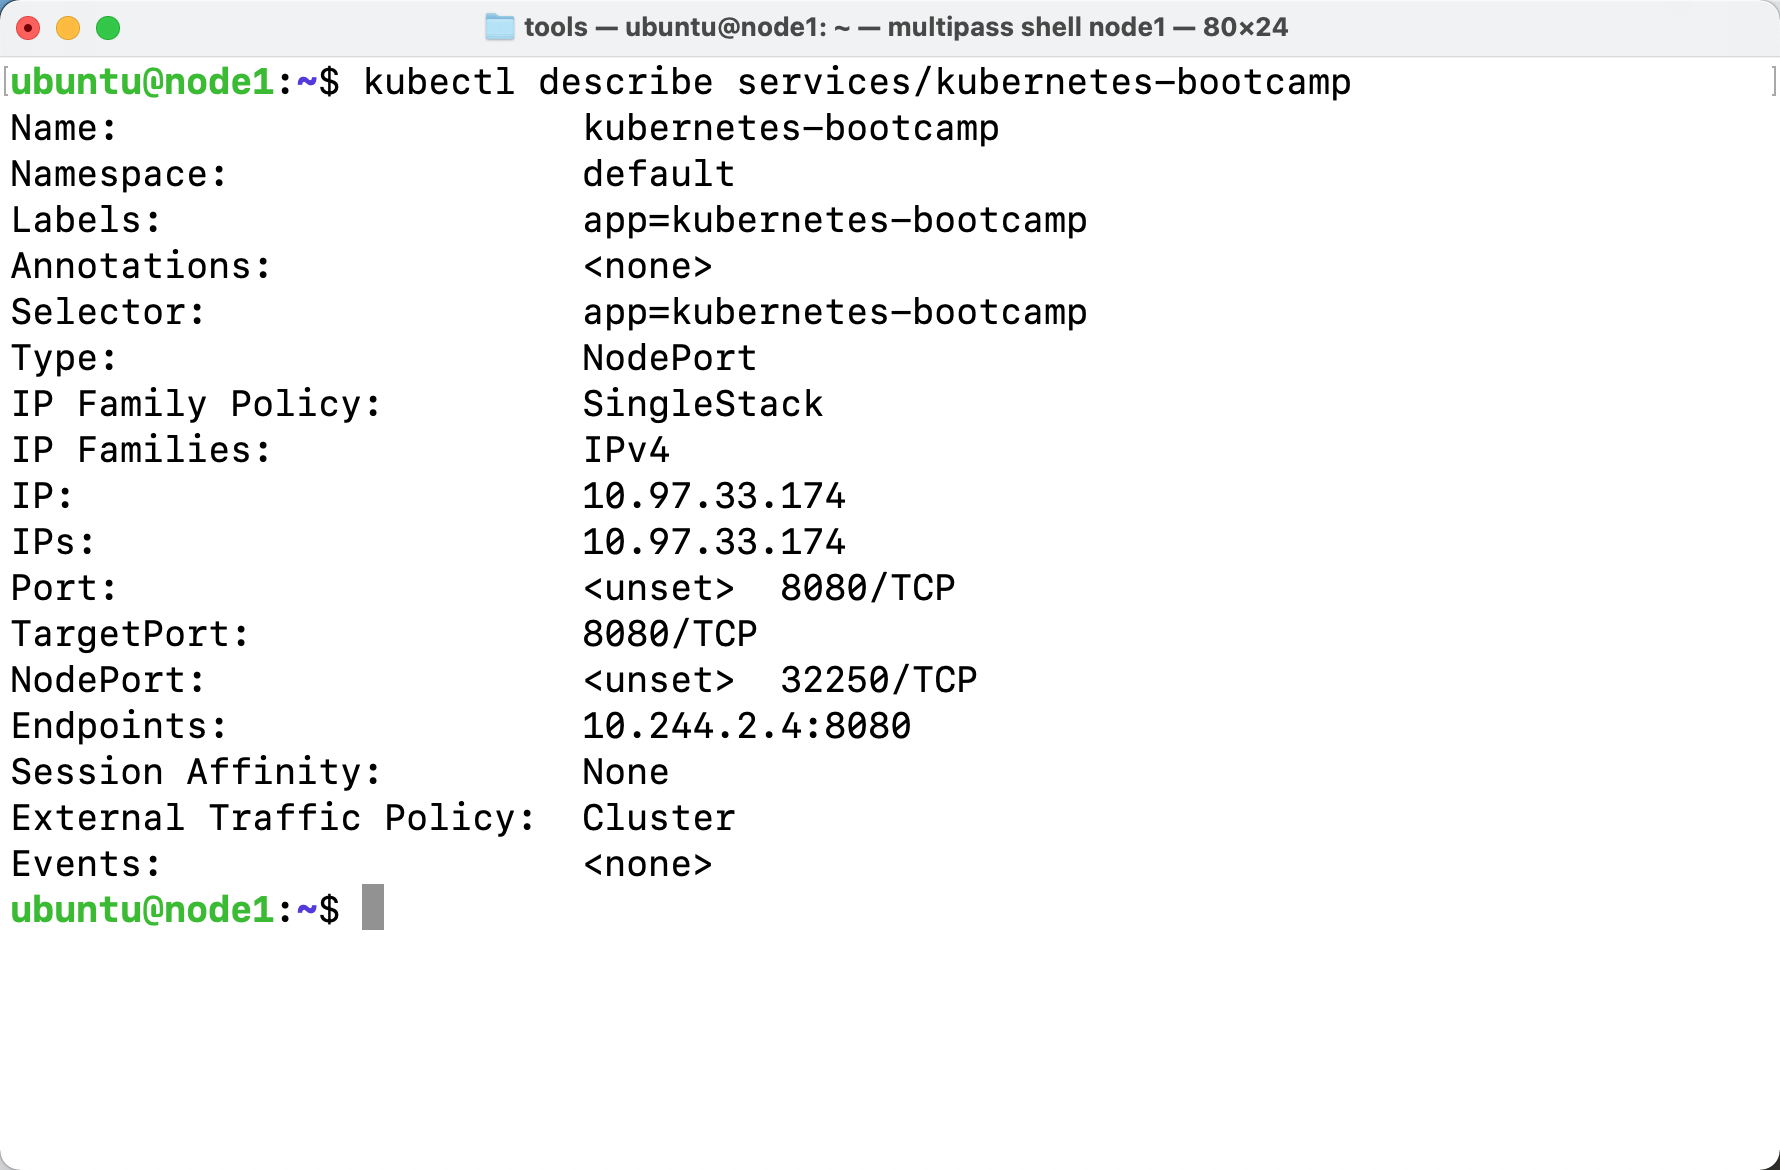 tools — ubuntu@node1: ~ — multipass shell node1 — 80×24
ubuntu@node1:~$ kubectl describe services/kubernetes-bootcamp
Name:                     kubernetes-bootcamp
Namespace:                default
Labels:                   app=kubernetes-bootcamp
Annotations:              <none>
Selector:                 app=kubernetes-bootcamp
Type:                     NodePort
IP Family Policy:         SingleStack
IP Families:              IPv4
IP:                       10.97.33.174
IPs:                      10.97.33.174
Port:                     <unset>  8080/TCP
TargetPort:               8080/TCP
NodePort:                 <unset>  32250/TCP
Endpoints:                10.244.2.4:8080
Session Affinity:         None
External Traffic Policy:  Cluster
Events:                   <none>
ubuntu@node1:~$